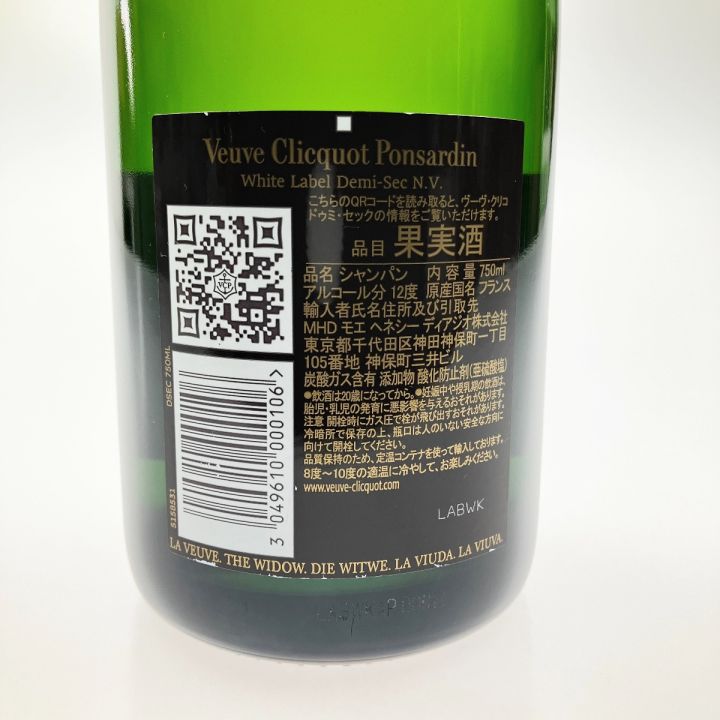 Veuve Clicquot Ponsardin
White Label Demi-Sec N.V.
こちらのQRコードを読み取ると、ヴーヴ・クリコ
ドゥミ・セックの情報をご覧いただけます。
VCP
品目 果実酒
品名 シャンパン 内容量 750ml
アルコール分 12度 原産国名 フランス
輸入者氏名住所及び引取先
MHD モエ ヘネシー ディアジオ株式会社
東京都千代田区神田神保町一丁目
105番地 神保町三井ビル
炭酸ガス含有 添加物 酸化防止剤(亜硫酸塩)
●飲酒は20歳になってから。●妊娠中や授乳期の飲酒は、
胎児・乳児の発育に悪影響を与えるおそれがあります。
注意 開栓時にガス圧で栓が飛び出すおそれがあります。
冷暗所で保存の上、瓶口は人のいない安全な方向に
向けて開栓してください。
品質保持のため、定温コンテナを使って輸入しております。
8度～10度の適温に冷やして、お楽しみください。
www.veuve-clicquot.com
DSEC 750ML
5158531
3 049610 000106 >
LABWK
LA VEUVE. THE WIDOW. DIE WITWE. LA VIUDA. LA VIUVA.